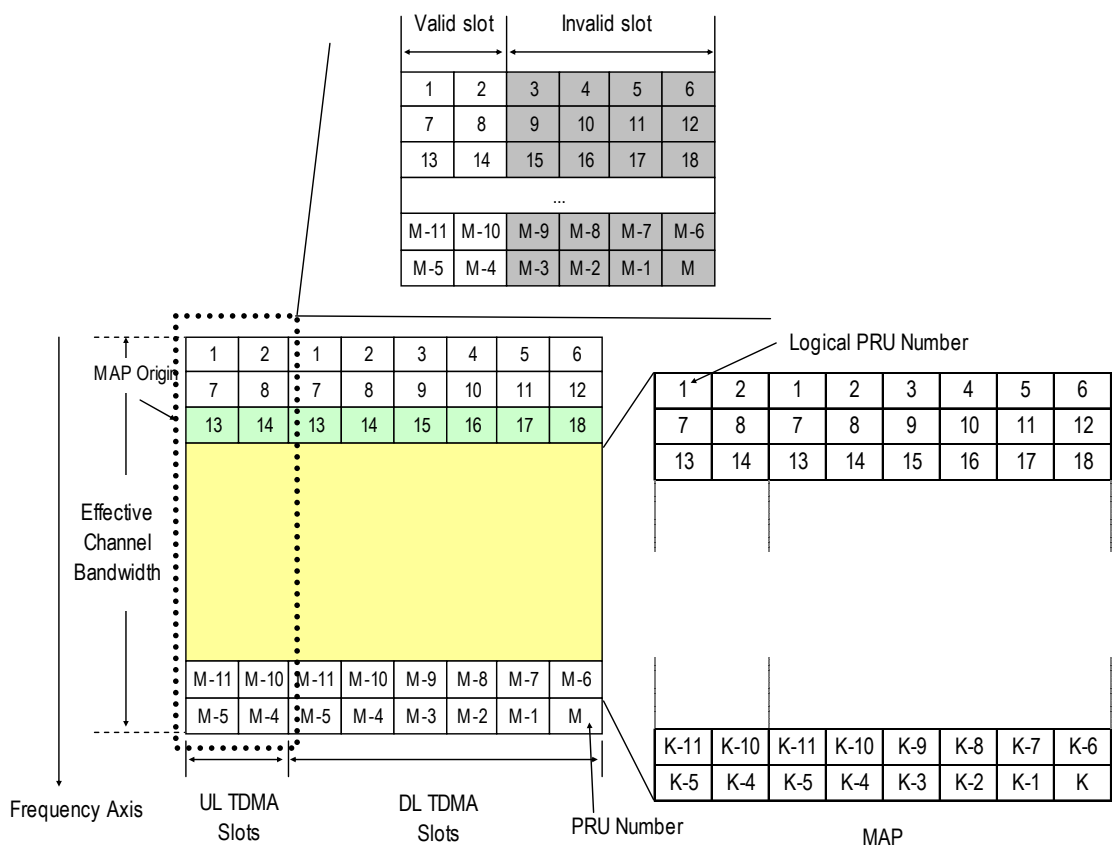 Valid slot Invalid slot
1 2 3 4 5 6
7 8 9 10 11 12
13 14 15 16 17 18
...
M-11 M-10 M-9 M-8 M-7 M-6
M-5 M-4 M-3 M-2 M-1 M
MAP Origin
Effective
Channel
Bandwidth
Frequency Axis
1 2 1 2 3 4 5 6
7 8 7 8 9 10 11 12
13 14 13 14 15 16 17 18
M-11 M-10 M-11 M-10 M-9 M-8 M-7 M-6
M-5 M-4 M-5 M-4 M-3 M-2 M-1 M
UL TDMA
Slots
DL TDMA
Slots
PRU Number
Logical PRU Number
1 2 1 2 3 4 5 6
7 8 7 8 9 10 11 12
13 14 13 14 15 16 17 18
K-11 K-10 K-11 K-10 K-9 K-8 K-7 K-6
K-5 K-4 K-5 K-4 K-3 K-2 K-1 K
MAP